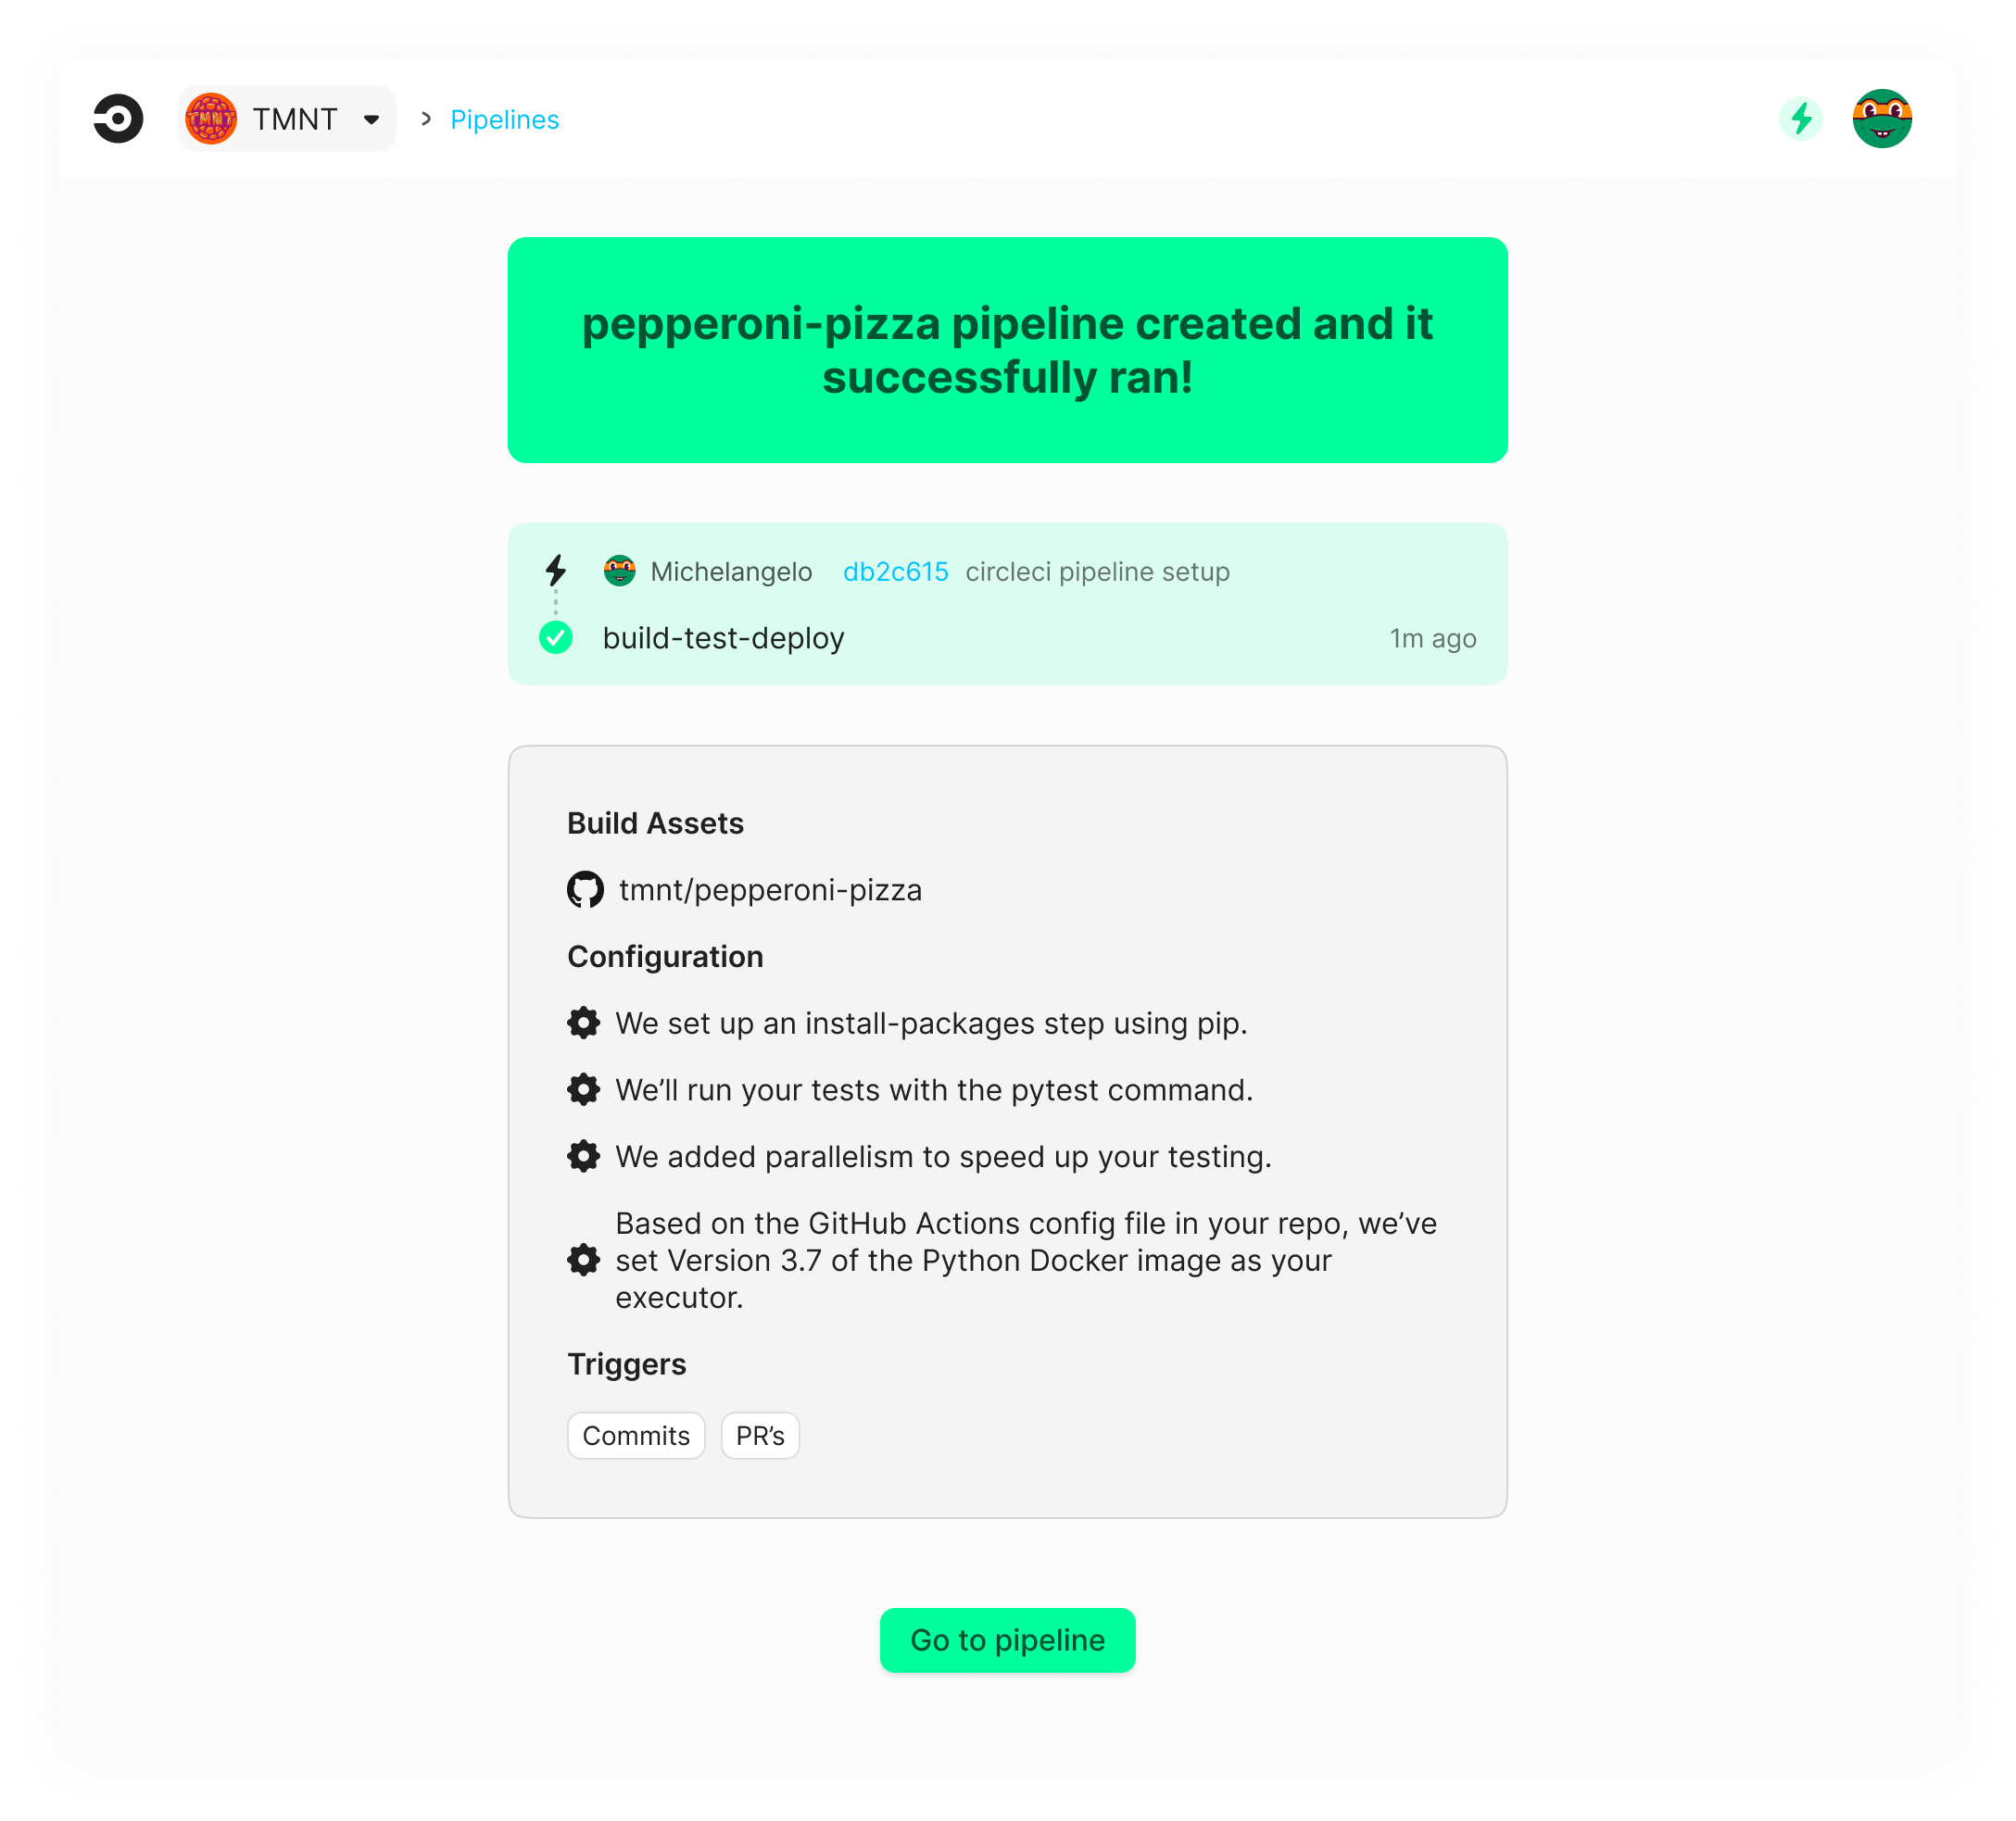 TMNT
TMNT
Pipelines
pepperoni-pizza pipeline created and it
successfully ran!
Michelangelo db2c615 circleci pipeline setup
build-test-deploy 1m ago
Build Assets
tmnt/pepperoni-pizza
Configuration
We set up an install-packages step using pip.
We’ll run your tests with the pytest command.
We added parallelism to speed up your testing.
Based on the GitHub Actions config file in your repo, we’ve
set Version 3.7 of the Python Docker image as your
executor.
Triggers
Commits PR’s
Go to pipeline